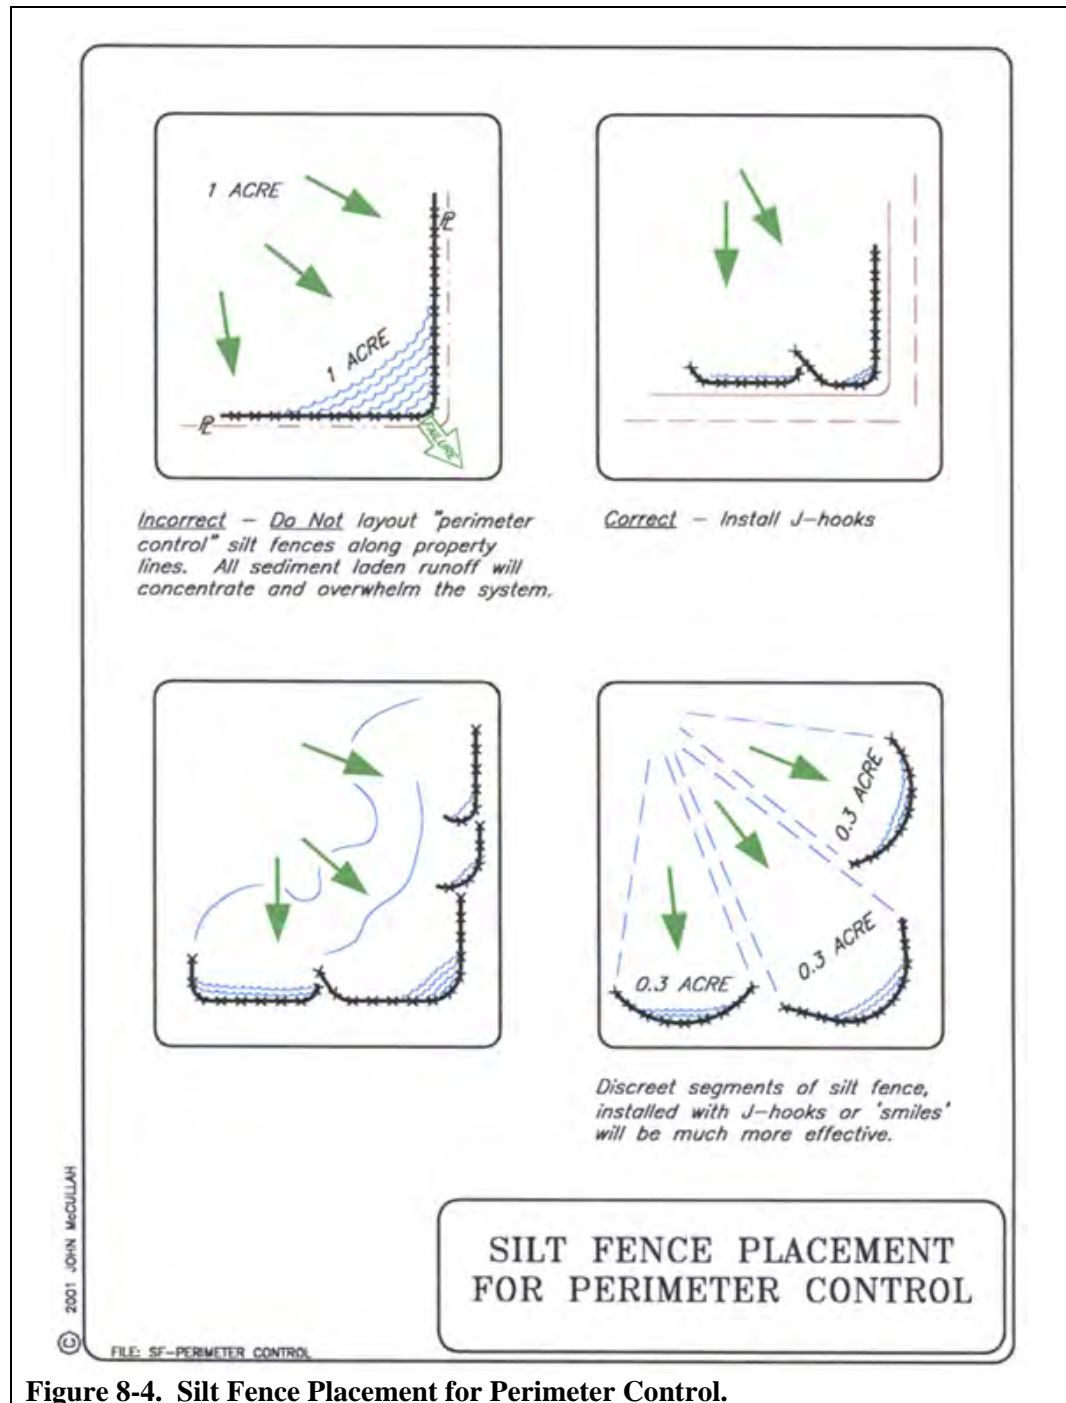 1 ACRE
PL
1 ACRE
PL
FAILURE
Incorrect – Do Not layout "perimeter
control" silt fences along property
lines. All sediment laden runoff will
concentrate and overwhelm the system.
Correct – Install J-hooks
0.3 ACRE
0.3 ACRE
0.3 ACRE
Discreet segments of silt fence,
installed with J-hooks or 'smiles'
will be much more effective.
© 2001 JOHN McCULLAH
SILT FENCE PLACEMENT
FOR PERIMETER CONTROL
FILE: SF-PERIMETER CONTROL
Figure 8-4. Silt Fence Placement for Perimeter Control.